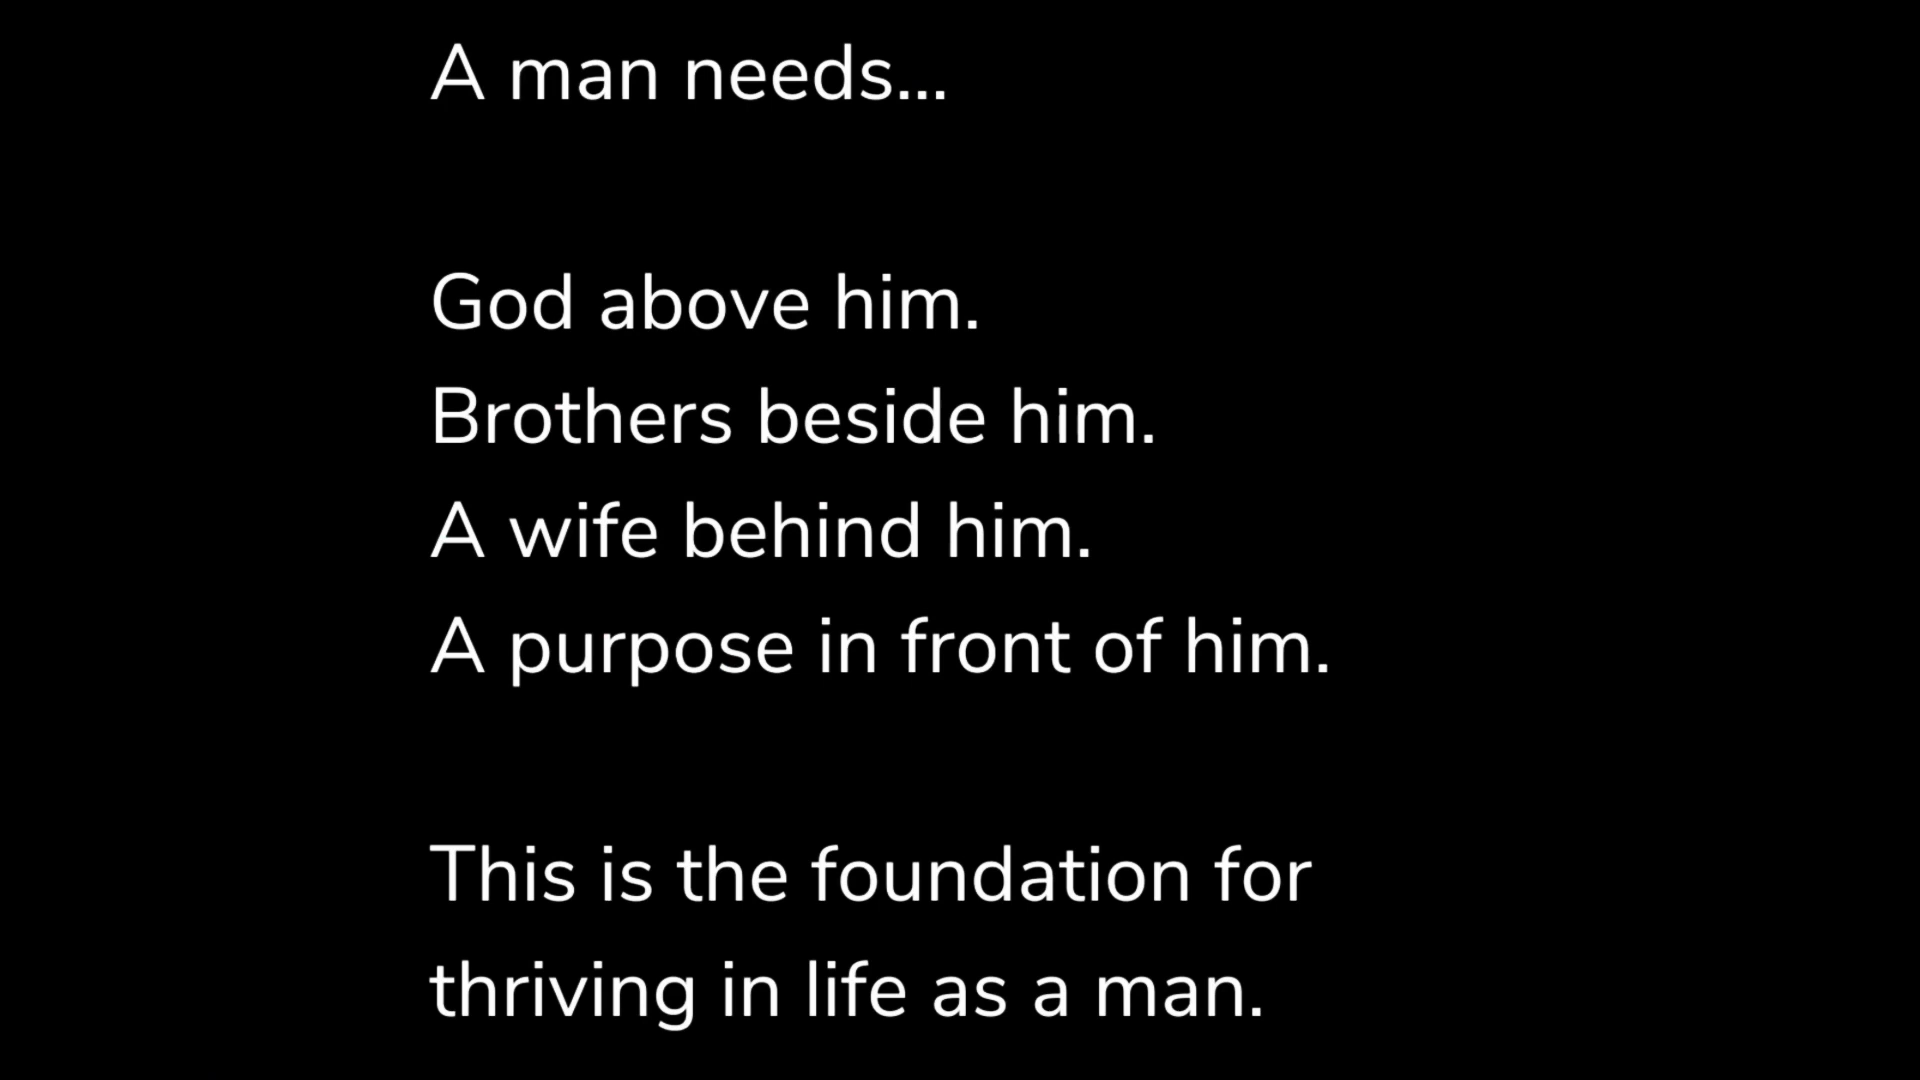 A man needs...
God above him.
Brothers beside him.
A wife behind him.
A purpose in front of him.
This is the foundation for
thriving in life as a man.